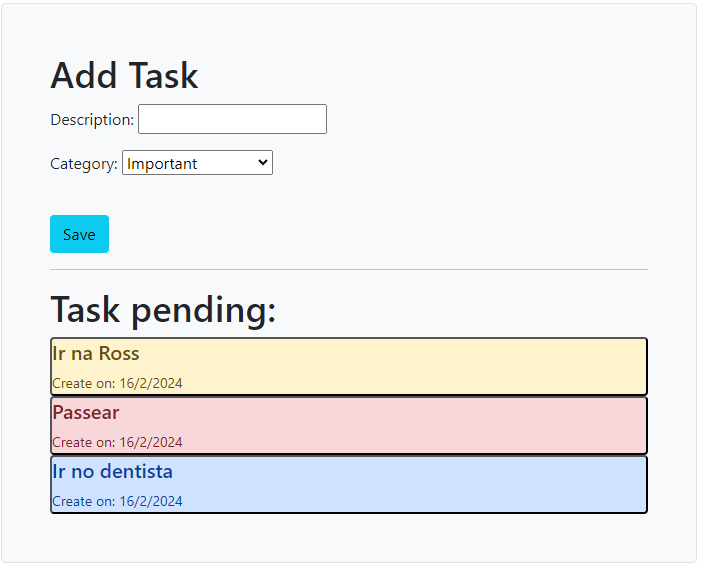 Add Task
Description:
Category: Important
Save
Task pending:
Ir na Ross
Create on: 16/2/2024
Passear
Create on: 16/2/2024
Ir no dentista
Create on: 16/2/2024